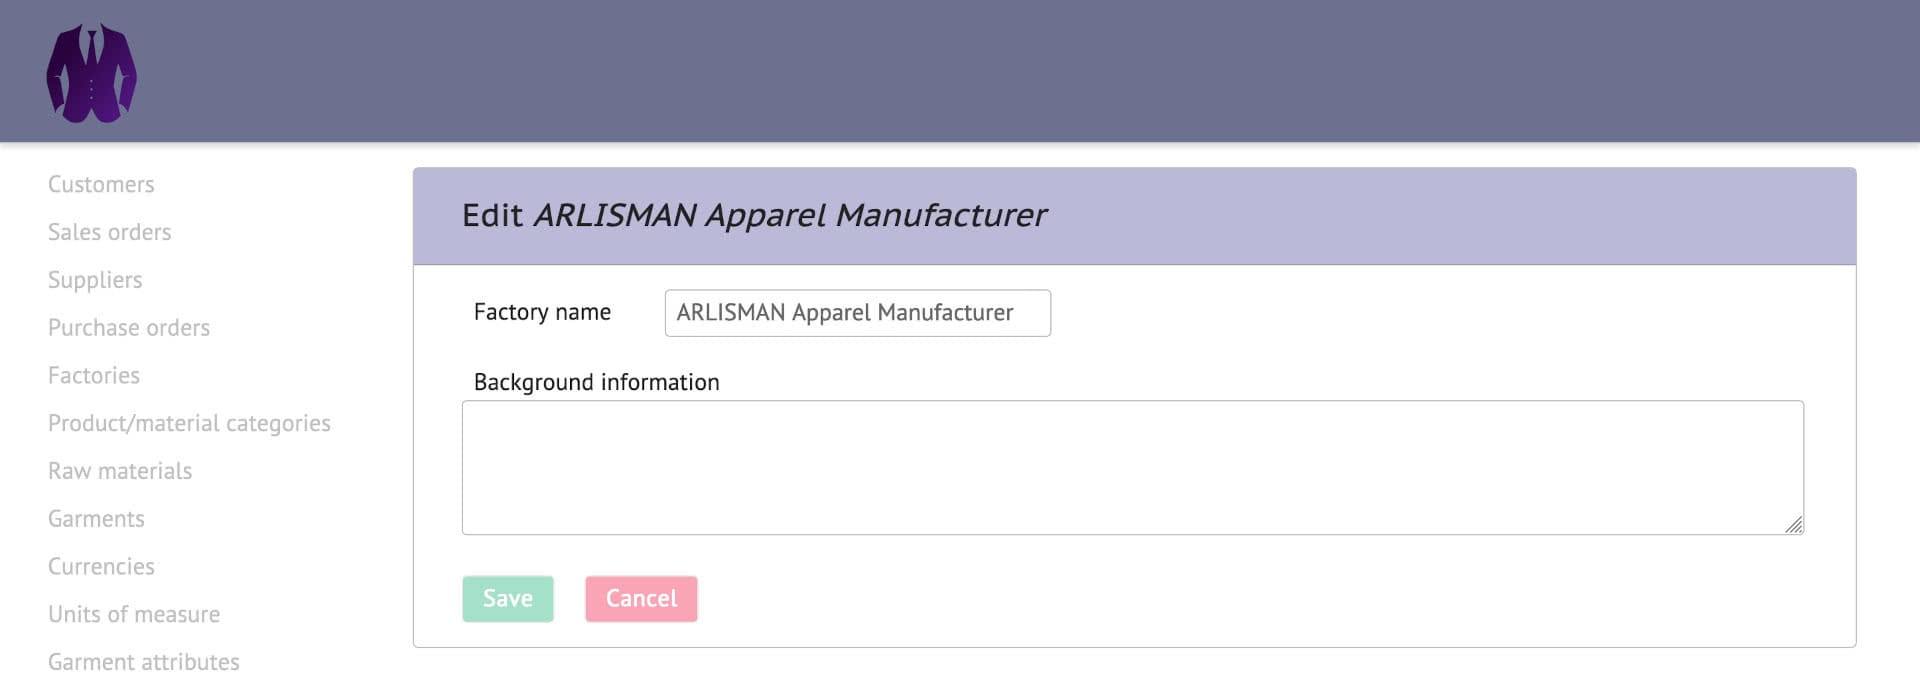 Customers
Sales orders
Suppliers
Purchase orders
Factories
Product/material categories
Raw materials
Garments
Currencies
Units of measure
Garment attributes
Edit ARLISMAN Apparel Manufacturer
Factory name ARLISMAN Apparel Manufacturer
Background information
Save Cancel